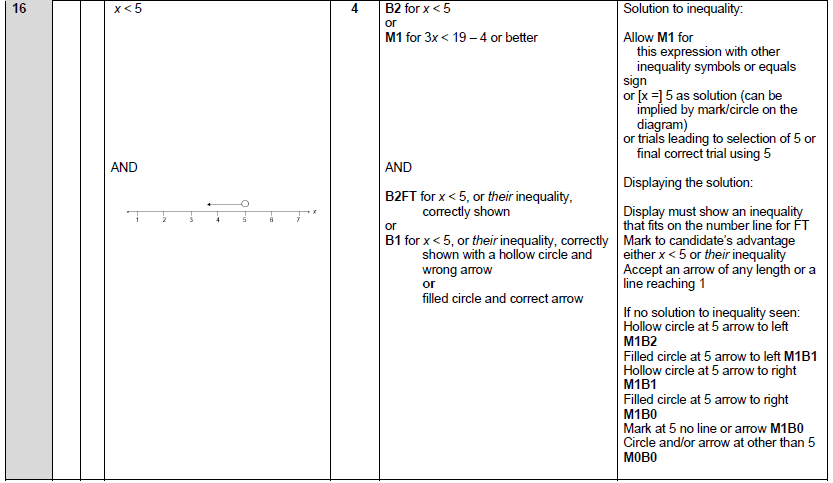 16
x < 5
4
B2 for x < 5
or
M1 for 3x < 19 – 4 or better
Solution to inequality:
Allow M1 for
this expression with other
inequality symbols or equals
sign
or [x =] 5 as solution (can be
implied by mark/circle on the
diagram)
or trials leading to selection of 5 or
final correct trial using 5
AND
1 2 3 4 5 6 7 x
AND
B2FT for x < 5, or their inequality,
correctly shown
or
B1 for x < 5, or their inequality, correctly
shown with a hollow circle and
wrong arrow
or
filled circle and correct arrow
Displaying the solution:
Display must show an inequality
that fits on the number line for FT
Mark to candidate's advantage
either x < 5 or their inequality
Accept an arrow of any length or a
line reaching 1
If no solution to inequality seen:
Hollow circle at 5 arrow to left
M1B2
Filled circle at 5 arrow to left M1B1
Hollow circle at 5 arrow to right
M1B1
Filled circle at 5 arrow to right
M1B0
Mark at 5 no line or arrow M1B0
Circle and/or arrow at other than 5
M0B0